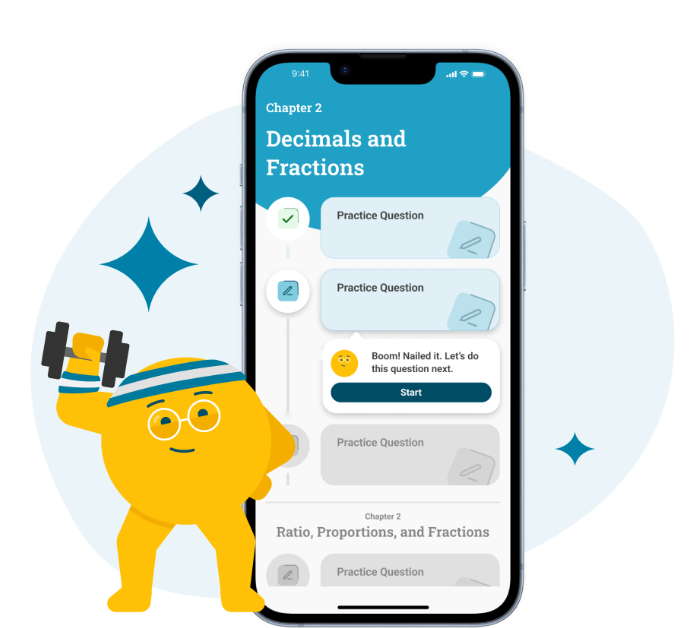 9:41
Chapter 2
Decimals and
Fractions
Practice Question
Practice Question
Boom! Nailed it. Let's do
this question next.
Start
Practice Question
Chapter 2
Ratio, Proportions, and Fractions
Practice Question